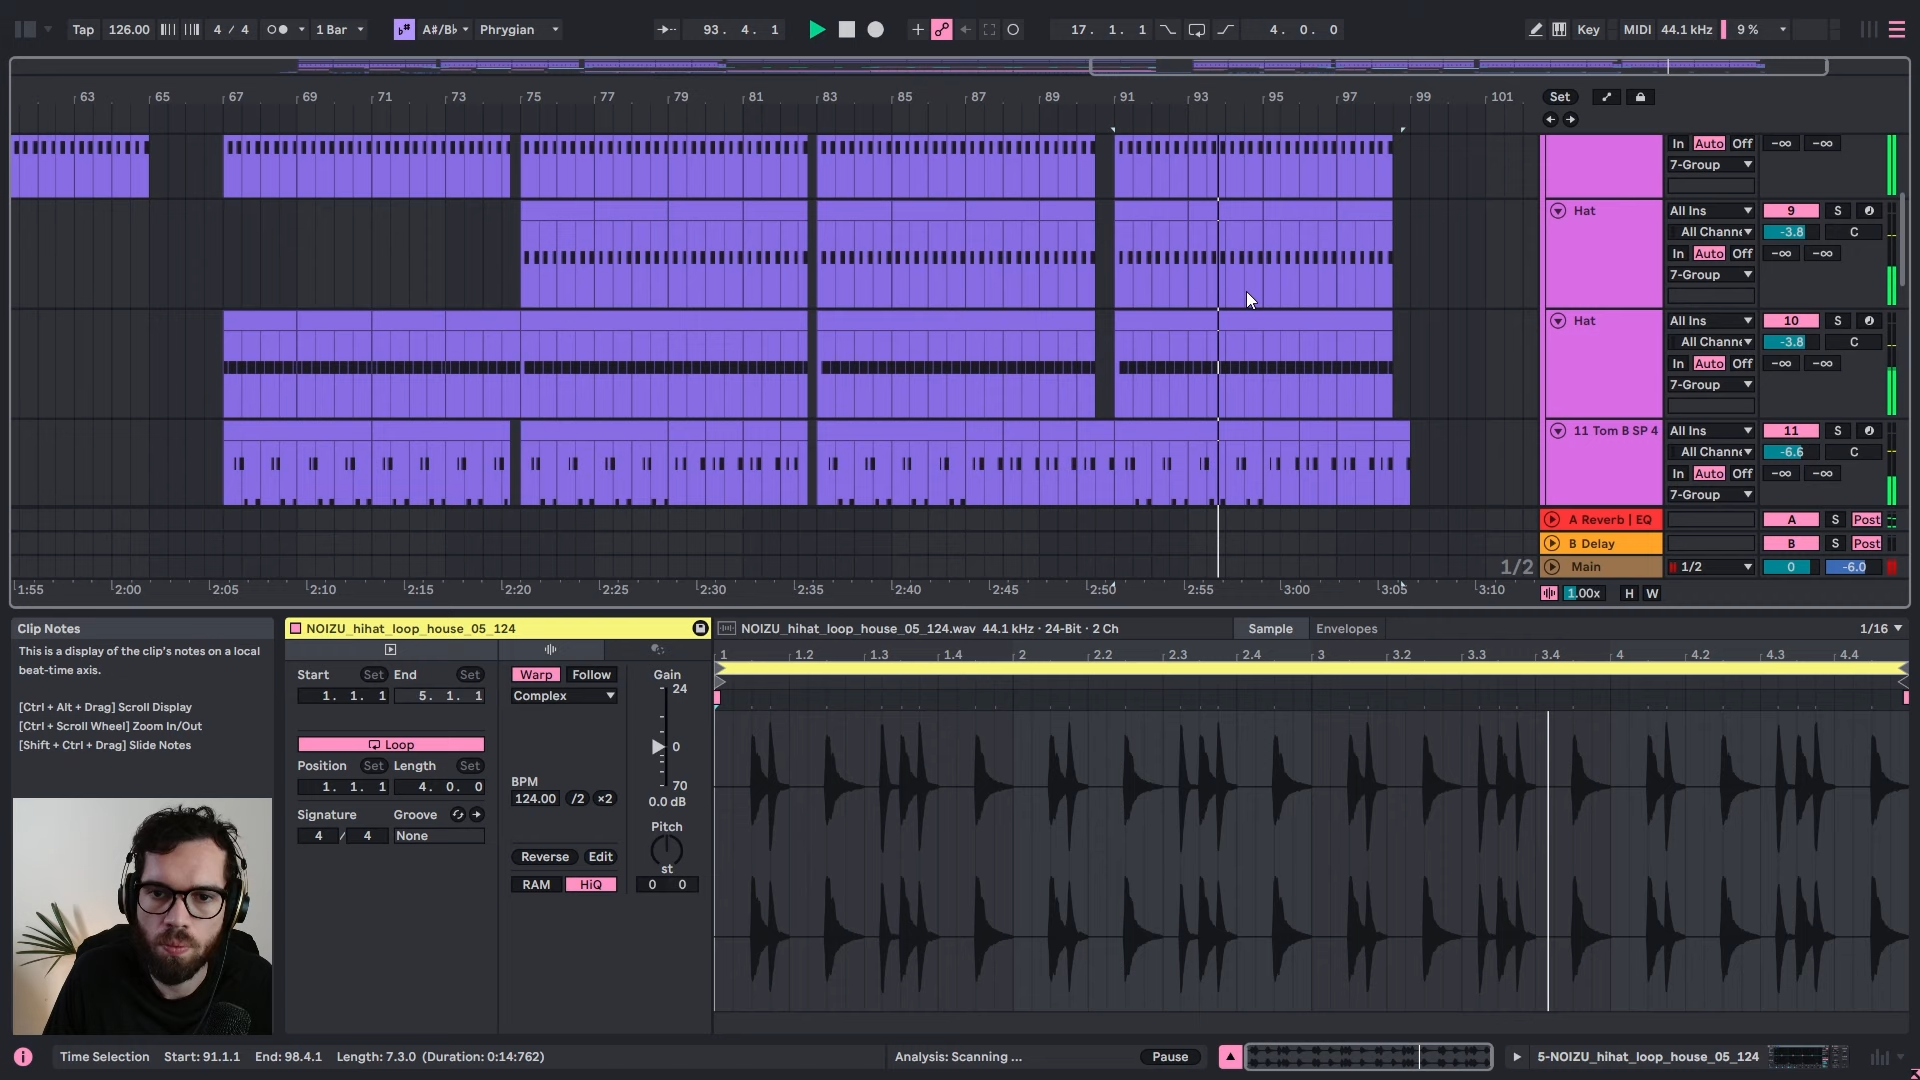 Tap 126.00 4 / 4 1 Bar A#/B♭ Phrygian 93. 4. 1 17. 1. 1 4. 0. 0 Key MIDI 44.1 kHz 9 %
63 65 67 69 71 73 75 77 79 81 83 85 87 89 91 93 95 97 99 101 Set
In Auto Off -∞ -∞
7-Group
Hat All Ins 9 S
All Channe -3.8 C
In Auto Off -∞ -∞
7-Group
Hat All Ins 10 S
All Channe -3.8 C
In Auto Off -∞ -∞
7-Group
11 Tom B SP 4 All Ins 11 S
All Channe -6.6 C
In Auto Off -∞ -∞
7-Group
A Reverb | EQ A S Post
B Delay B S Post
1/2 Main 1/2 0 -6.0
1:55 2:00 2:05 2:10 2:15 2:20 2:25 2:30 2:35 2:40 2:45 2:50 2:55 3:00 3:05 3:10 1.00x H W
Clip Notes
This is a display of the clip's notes on a local
beat-time axis.
[Ctrl + Alt + Drag] Scroll Display
[Ctrl + Scroll Wheel] Zoom In/Out
[Shift + Ctrl + Drag] Slide Notes
NOIZU_hihat_loop_house_05_124
Start Set End Set
1. 1. 1 5. 1. 1
Loop
Position Set Length Set
1. 1. 1 4. 0. 0
Signature Groove
4 / 4 None
Warp Follow
Complex
BPM
124.00 /2 ×2
Reverse Edit
RAM HiQ
Gain
24
0
70
0.0 dB
Pitch
st
0 0
NOIZU_hihat_loop_house_05_124.wav 44.1 kHz · 24-Bit · 2 Ch Sample Envelopes 1/16
1 1.2 1.3 1.4 2 2.2 2.3 2.4 3 3.2 3.3 3.4 4 4.2 4.3 4.4
Time Selection Start: 91.1.1 End: 98.4.1 Length: 7.3.0 (Duration: 0:14:762) Analysis: Scanning ... Pause 5-NOIZU_hihat_loop_house_05_124